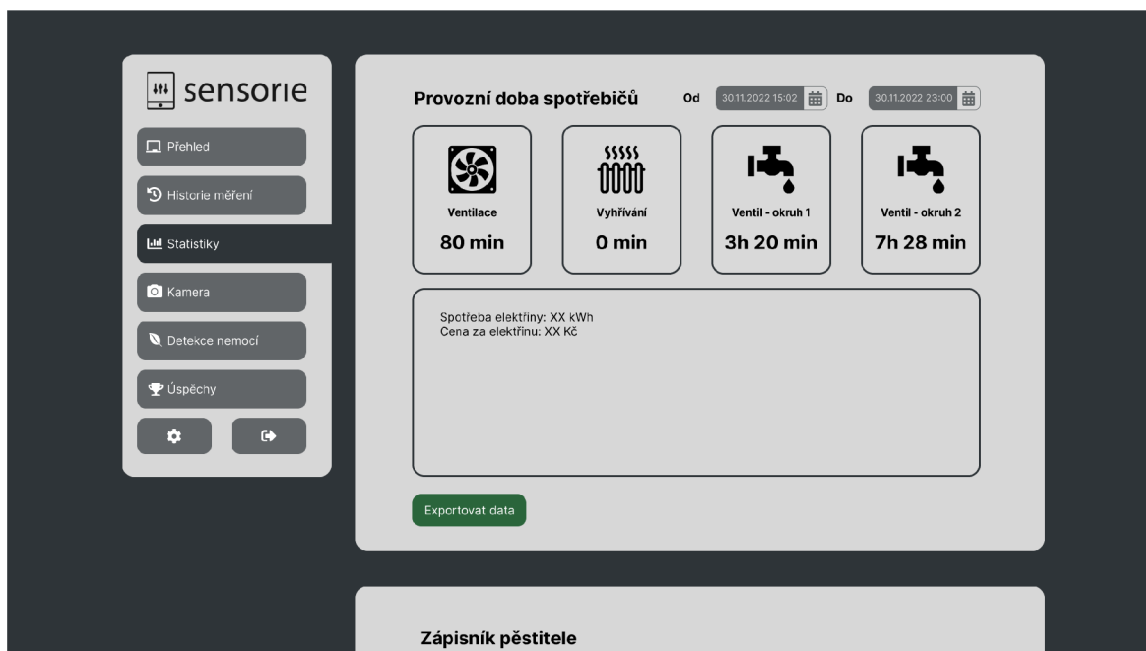 sensorie
Přehled
Historie měření
Statistiky
Kamera
Detekce nemocí
Úspěchy
Provozní doba spotřebičů
Od
30.11.2022 15:02
Do
30.11.2022 23:00
Ventilace
80 min
Vyhřívání
0 min
Ventil - okruh 1
3h 20 min
Ventil - okruh 2
7h 28 min
Spotřeba elektřiny: XX kWh
Cena za elektřinu: XX Kč
Exportovat data
Zápisník pěstitele